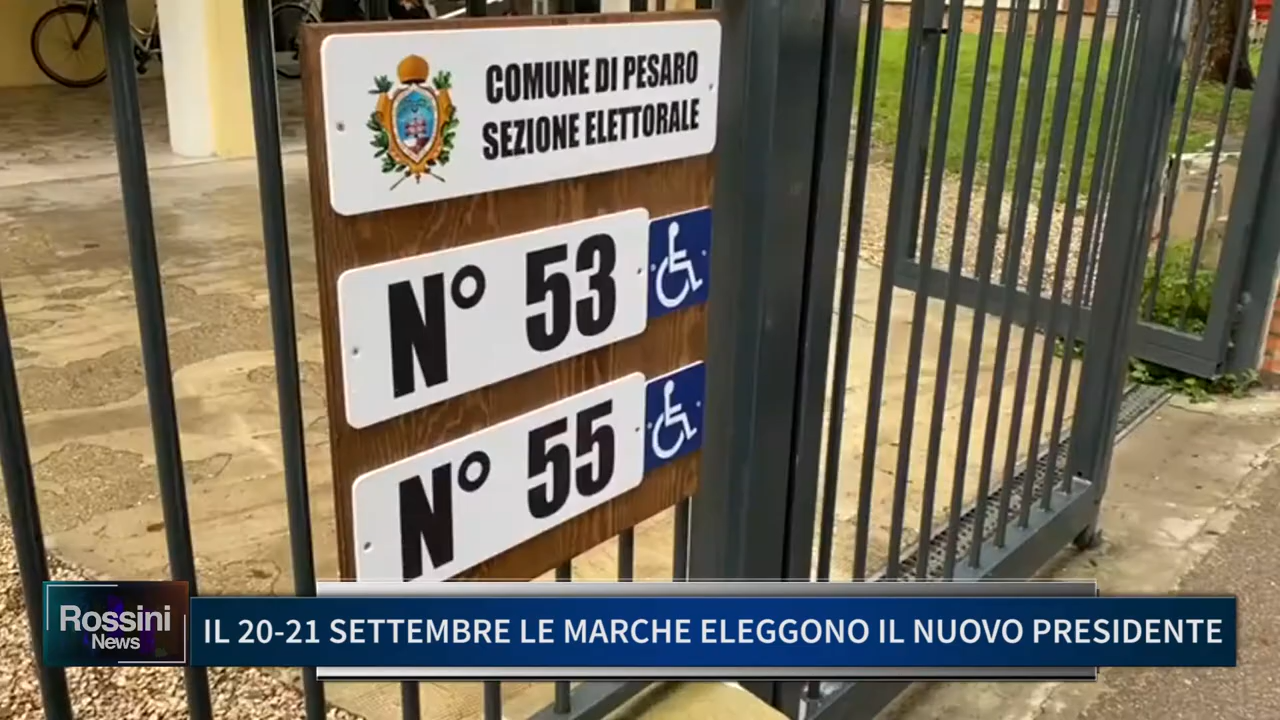 COMUNE DI PESARO
SEZIONE ELETTORALE
N° 53
N° 55
Rossini
News
IL 20-21 SETTEMBRE LE MARCHE ELEGGONO IL NUOVO PRESIDENTE